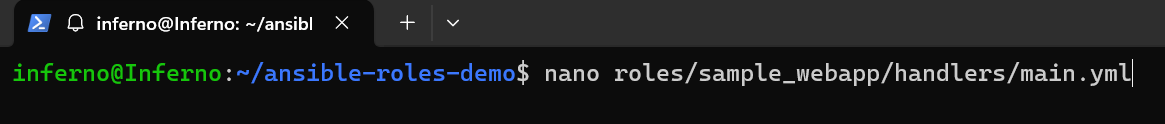 inferno@Inferno: ~/ansibl
inferno@Inferno:~/ansible-roles-demo$ nano roles/sample_webapp/handlers/main.yml